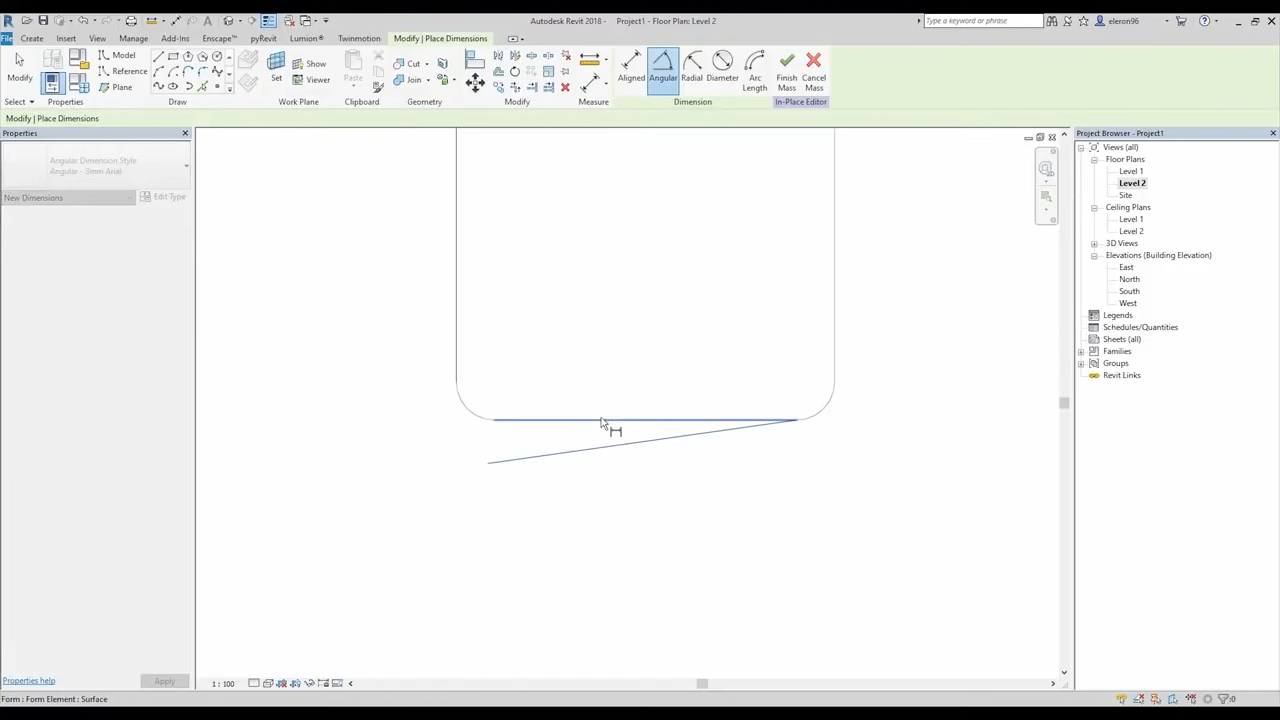 Autodesk Revit 2018 - Project1 - Floor Plan: Level 2
Type a keyword or phrase
eleron96
File
Create
Insert
View
Manage
Add-Ins
Enscape™
pyRevit
Lumion®
Twinmotion
Modify | Place Dimensions
Modify
Model
Reference
Plane
Set
Show
Viewer
Paste
Cut
Join
Aligned
Angular
Radial
Diameter
Arc
Length
Finish
Mass
Cancel
Mass
Select
Properties
Draw
Work Plane
Clipboard
Geometry
Modify
Measure
Dimension
In-Place Editor
Modify | Place Dimensions
Properties
Angular Dimension Style
Angular - 3mm Arial
New Dimensions
Edit Type
Project Browser - Project1
Views (all)
Floor Plans
Level 1
Level 2
Site
Ceiling Plans
Level 1
Level 2
3D Views
Elevations (Building Elevation)
East
North
South
West
Legends
Schedules/Quantities
Sheets (all)
Families
Groups
Revit Links
Properties help
Apply
1 : 100
Form : Form Element : Surface
:0